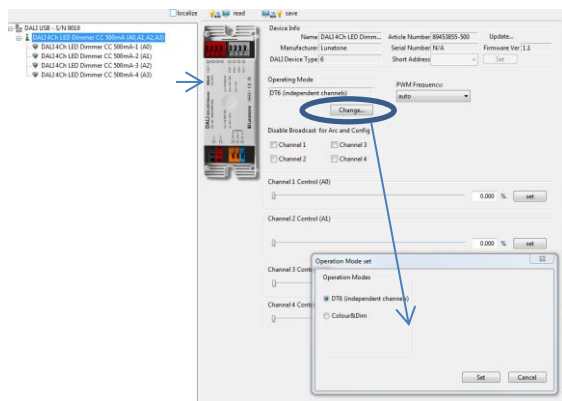 localize read save
DALI USB - S/N 9019
DALI 4Ch LED Dimmer CC 500mA (A0,A1,A2,A3)
DALI 4Ch LED Dimmer CC 500mA-1 (A0)
DALI 4Ch LED Dimmer CC 500mA-2 (A1)
DALI 4Ch LED Dimmer CC 500mA-3 (A2)
DALI 4Ch LED Dimmer CC 500mA-4 (A3)
Device Info
Name DALI 4Ch LED Dimm... Article Number 89453855-500 Update...
Manufacturer Lunatone Serial Number N/A Firmware Ver 1.1
DALI Device Type 6 Short Address Set
Operating Mode
DT6 (independent channels)
PWM Frequency:
auto
Change...
Disable Broadcast for Arc and Config
Channel 1 Channel 3
Channel 2 Channel 4
Channel 1 Control (A0)
0.000 % set
Channel 2 Control (A1)
0.000 % set
Channel 3 Cont
Channel 4 Cont
Operation Mode set
Operation Modes
DT6 (independent channels)
Colour&Dim
Set Cancel